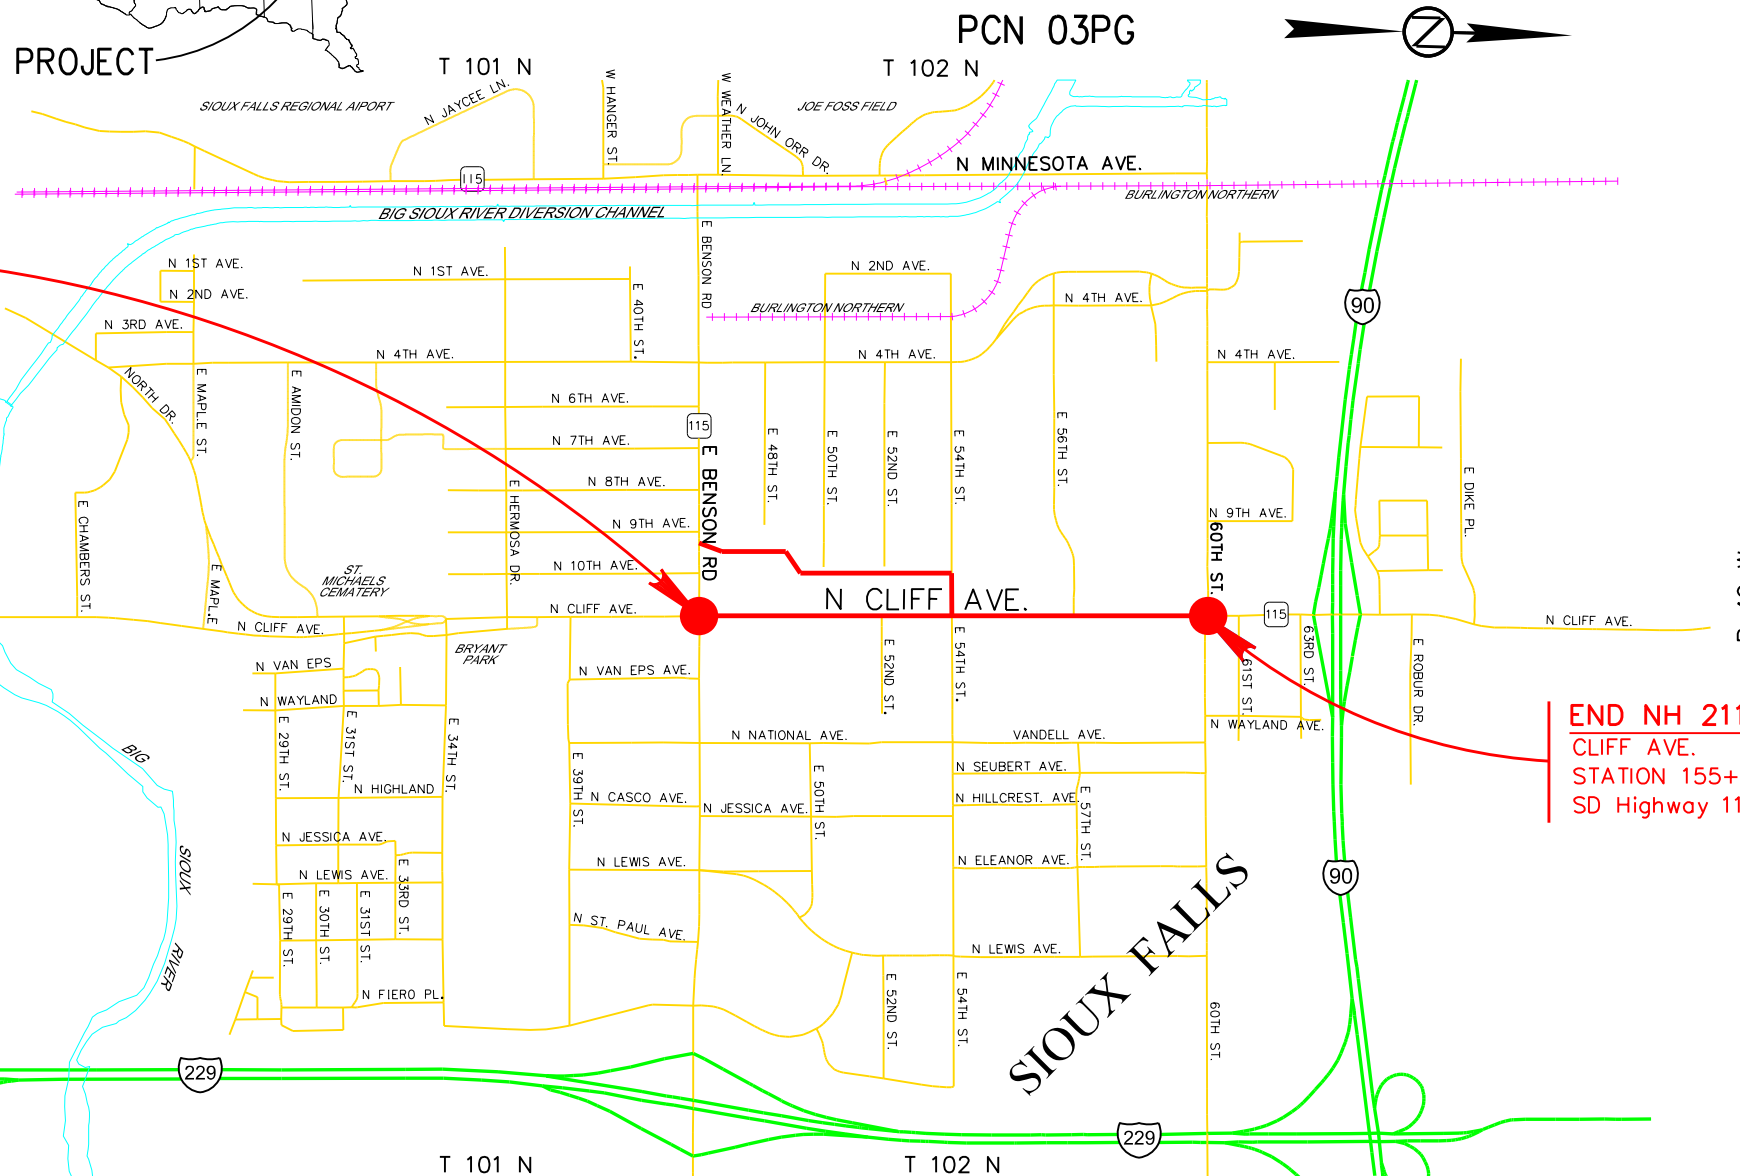 PCN 03PG
Z
PROJECT
T 101 N
T 102 N
SIOUX FALLS REGIONAL AIPORT
N JAYCEE LN.
W HANGER ST.
W WEATHER LN.
N JOHN ORR DR.
JOE FOSS FIELD
N MINNESOTA AVE.
115
BURLINGTON NORTHERN
BIG SIOUX RIVER DIVERSION CHANNEL
E BENSON RD
N 1ST AVE.
N 2ND AVE.
N 3RD AVE.
N 1ST AVE.
E 40TH ST.
N 2ND AVE.
BURLINGTON NORTHERN
N 4TH AVE.
90
N 4TH AVE.
N 4TH AVE.
N 4TH AVE.
NORTH DR.
E MAPLE ST.
E AMIDON ST.
N 6TH AVE.
115
N 7TH AVE.
N 8TH AVE.
N 9TH AVE.
N 10TH AVE.
E BENSON RD
E 48TH ST.
E 50TH ST.
E 52ND ST.
E 54TH ST.
E 56TH ST.
N 9TH AVE.
60TH ST.
E DIKE PL.
E CHAMBERS ST.
E MAPLE
E HERMOSA DR.
ST.
MICHAELS
CEMATERY
N CLIFF AVE.
N CLIFF AVE.
N CLIFF AVE.
115
N CLIFF AVE.
BRYANT
PARK
N VAN EPS
N WAYLAND
N VAN EPS AVE.
E 52ND ST.
E 54TH ST.
61ST ST.
63RD ST.
E ROBUR DR.
N WAYLAND AVE.
END NH 211
CLIFF AVE.
STATION 155+
SD Highway 11
E 29TH ST.
E 31ST ST.
E 34TH ST.
N NATIONAL AVE.
VANDELL AVE.
BIG
SIOUX
RIVER
N HIGHLAND
E 39TH ST.
N CASCO AVE.
N JESSICA AVE.
E 50TH ST.
N SEUBERT AVE.
N HILLCREST. AVE
E 57TH ST.
N JESSICA AVE.
N LEWIS AVE.
E 33RD ST.
N LEWIS AVE.
N ELEANOR AVE.
90
E 29TH ST.
E 30TH ST.
E 31ST ST.
N ST. PAUL AVE.
N LEWIS AVE.
N FIERO PL.
E 52ND ST.
E 54TH ST.
60TH ST.
SIOUX FALLS
229
229
T 101 N
T 102 N